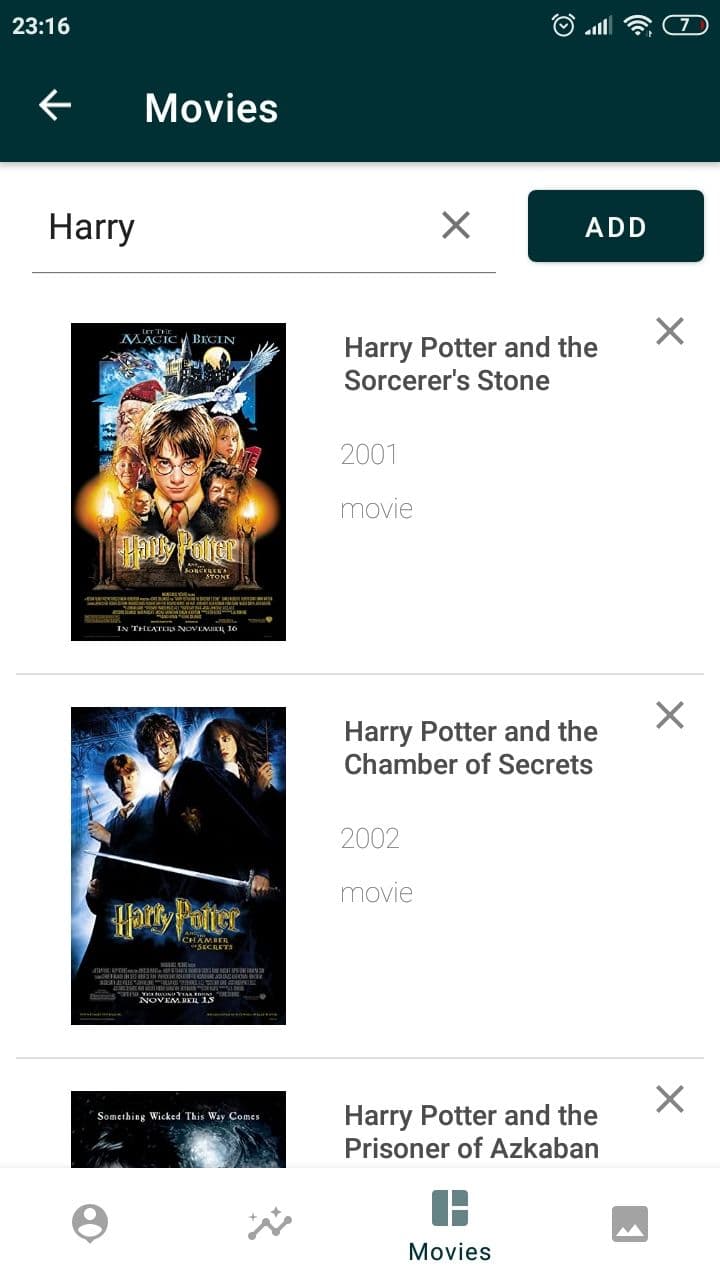 23:16
7
Movies
Harry
ADD
LET THE
MAGIC BEGIN
Harry Potter
AND THE
SORCERER'S
STONE
IN THEATERS NOVEMBER 16
Harry Potter and the
Sorcerer's Stone
2001
movie
Harry Potter
AND THE
CHAMBER
OF SECRETS
NOVEMBER 15
Harry Potter and the
Chamber of Secrets
2002
movie
Something Wicked This Way Comes
Harry Potter and the
Prisoner of Azkaban
Movies